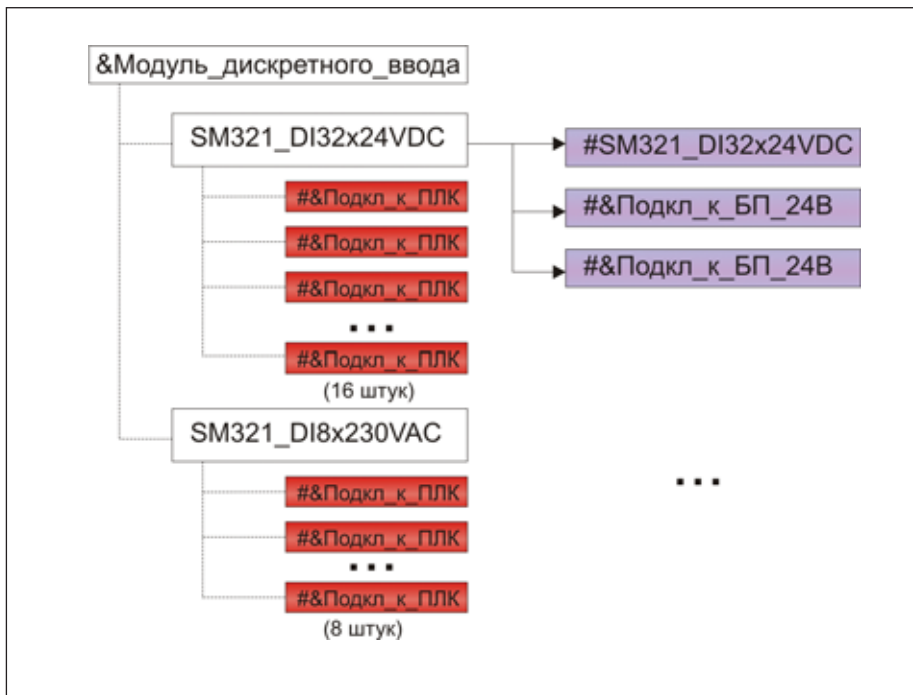 &Модуль_дискретного_ввода
SM321_DI32x24VDC
#SM321_DI32x24VDC
#&Подкл_к_ПЛК
#&Подкл_к_БП_24В
#&Подкл_к_ПЛК
#&Подкл_к_БП_24В
#&Подкл_к_ПЛК
...
#&Подкл_к_ПЛК
(16 штук)
SM321_DI8x230VAC
#&Подкл_к_ПЛК
...
#&Подкл_к_ПЛК
...
#&Подкл_к_ПЛК
(8 штук)